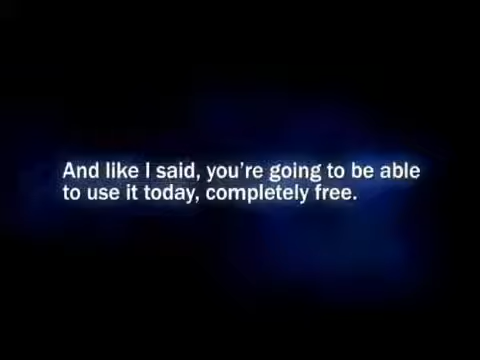 And like I said, you’re going to be able
to use it today, completely free.